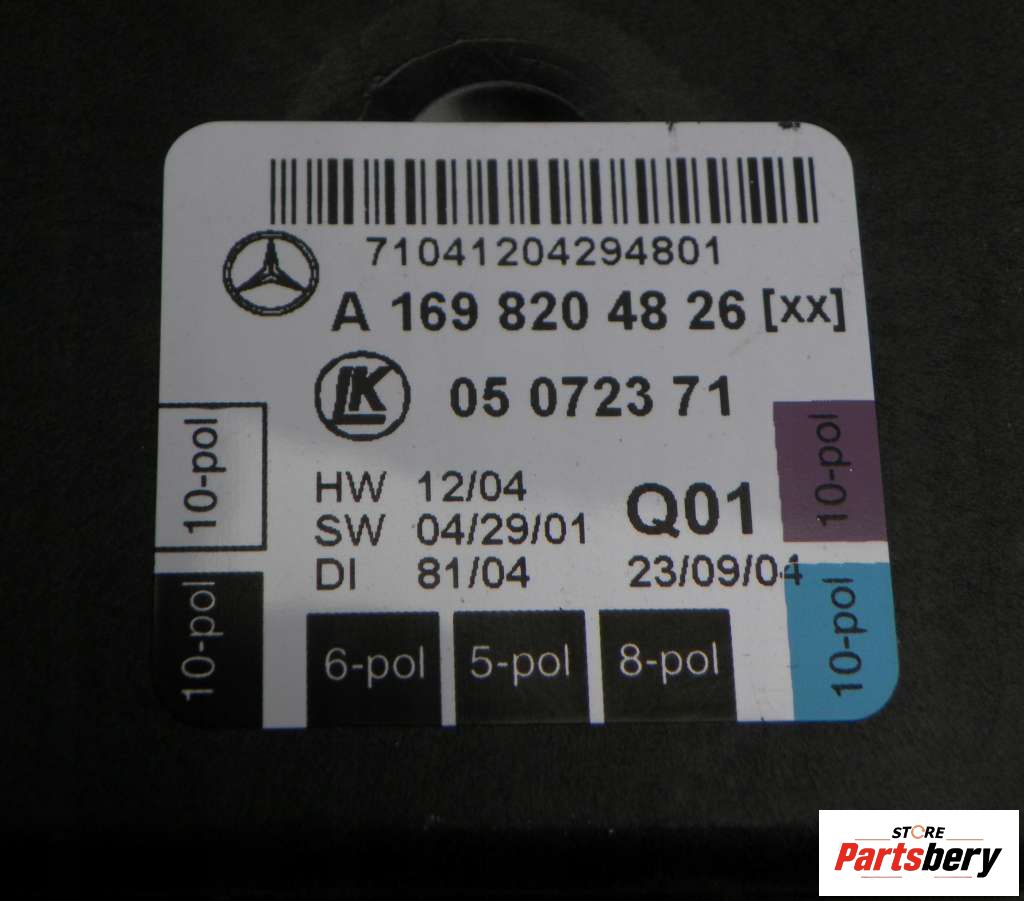 71041204294801
A 169 820 48 26 [xx]
LK 05 0723 71
HW 12/04
SW 04/29/01
DI 81/04
Q01
23/09/04
10-pol
10-pol
6-pol
5-pol
8-pol
10-pol
10-pol
STORE
Partsbery